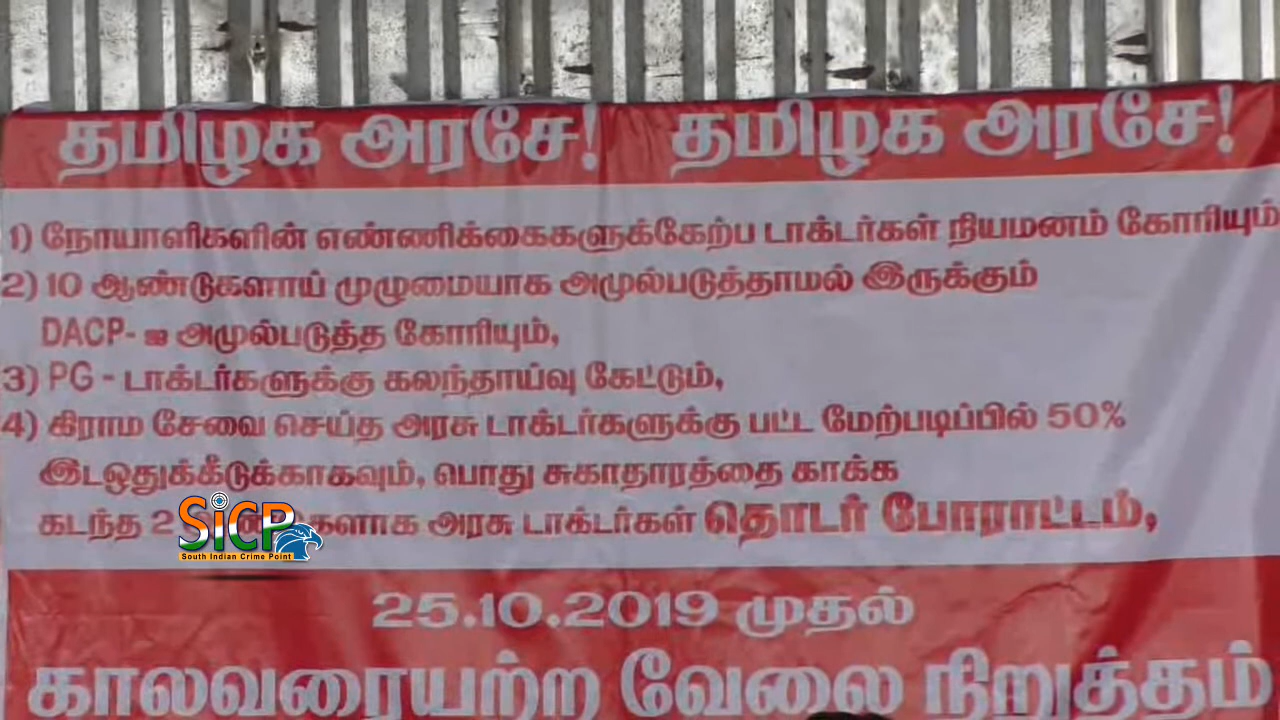 தமிழக அரசே! தமிழக அரசே!
1) நோயாளிகளின் எண்ணிக்கைகளுக்கேற்ப டாக்டர்கள் நியமனம் கோரியும்
2) 10 ஆண்டுகளாய் முழுமையாக அமுல்படுத்தாமல் இருக்கும்
DACP- ஐ அமுல்படுத்த கோரியும்,
3) PG - டாக்டர்களுக்கு கலந்தாய்வு கேட்டும்,
4) கிராம சேவை செய்த அரசு டாக்டர்களுக்கு பட்ட மேற்படிப்பில் 50%
இடஒதுக்கீடுக்காகவும், பொது சுகாதாரத்தை காக்க
கடந்த 2 அரசு டாக்டர்கள் தொடர் போராட்டம்,
SiCP
South Indian Crime Point
25.10.2019 முதல்
காலவரையற்ற வேலை நிறுத்தம்